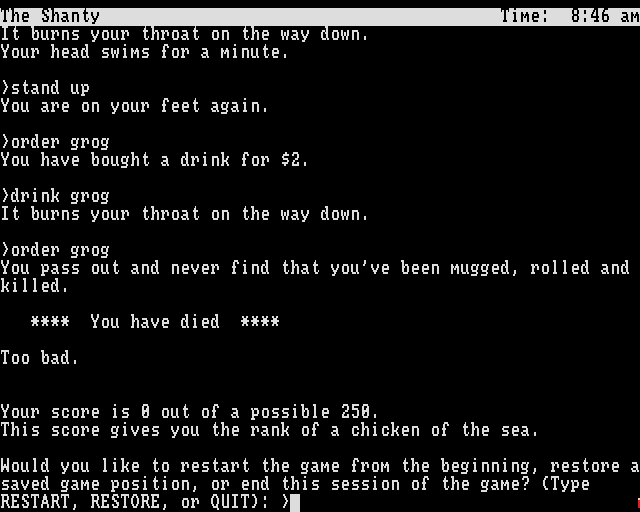 The Shanty Time: 8:46 am
It burns your throat on the way down.
Your head swims for a minute.
>stand up
You are on your feet again.
>order grog
You have bought a drink for $2.
>drink grog
It burns your throat on the way down.
>order grog
You pass out and never find that you've been mugged, rolled and
killed.
**** You have died ****
Too bad.
Your score is 0 out of a possible 250.
This score gives you the rank of a chicken of the sea.
Would you like to restart the game from the beginning, restore a
saved game position, or end this session of the game? (Type
RESTART, RESTORE, or QUIT): >